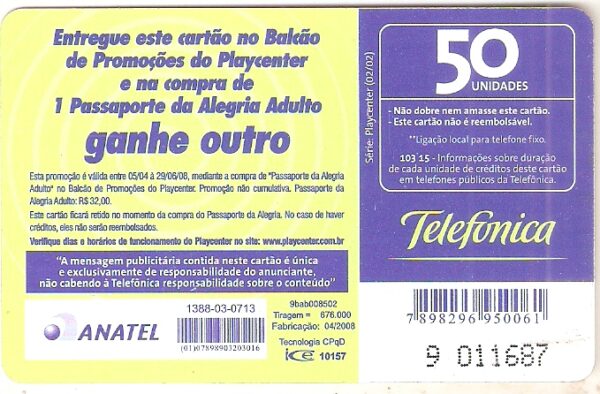 Entregue este cartão no Balcão
de Promoções do Playcenter
e na compra de
1 Passaporte da Alegria Adulto
ganhe outro
Esta promoção é válida entre 05/04 à 29/06/08, mediante a compra de "Passaporte da Alegria
Adulto" no Balcão de Promoções do Playcenter. Promoção não cumulativa. Passaporte da
Alegria Adulto: R$ 32,00.
Este cartão ficará retido no momento da compra do Passaporte da Alegria. No caso de haver
créditos, eles não serão reembolsados.
Verifique dias e horários de funcionamento do Playcenter no site: www.playcenter.com.br
"A mensagem publicitária contida neste cartão é única
e exclusivamente de responsabilidade do anunciante,
não cabendo à Telefônica responsabilidade sobre o conteúdo"
ANATEL
1388-03-0713
(01)07898903203016
9bab008502
Tiragem = 676.000
Fabricação: 04/2008
Tecnologia CPqD
ice 10157
Série: Playcenter (02/02)
50
UNIDADES
- Não dobre nem amasse este cartão.
- Este cartão não é reembolsável.
**Ligação local para telefone fixo.
103 15 - Informações sobre duração
de cada unidade de créditos deste cartão
em telefones públicos da Telefônica.
Telefónica
7898296950061
9 011687